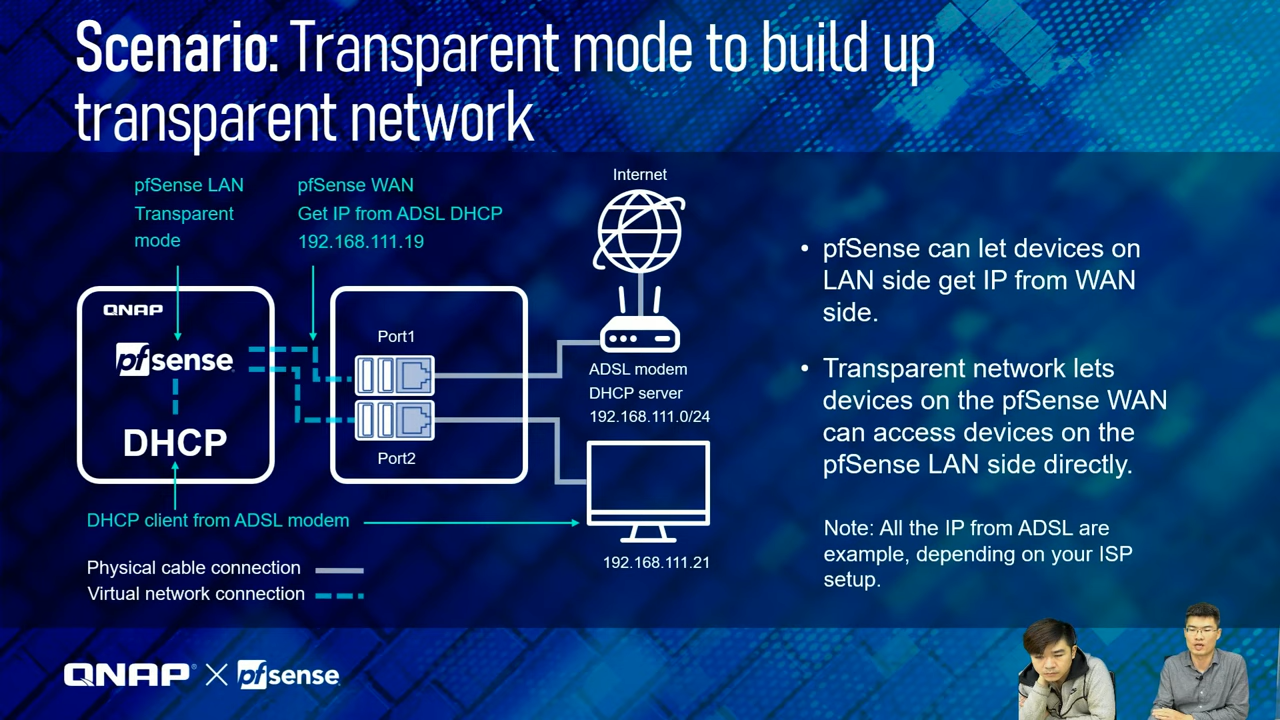 Scenario: Transparent mode to build up
transparent network
pfSense LAN
Transparent
mode
pfSense WAN
Get IP from ADSL DHCP
192.168.111.19
Internet
QNAP
pfsense
DHCP
Port1
Port2
ADSL modem
DHCP server
192.168.111.0/24
192.168.111.21
DHCP client from ADSL modem
Physical cable connection
Virtual network connection
• pfSense can let devices on
LAN side get IP from WAN
side.
• Transparent network lets
devices on the pfSense WAN
can access devices on the
pfSense LAN side directly.
Note: All the IP from ADSL are
example, depending on your ISP
setup.
QNAP × pfsense